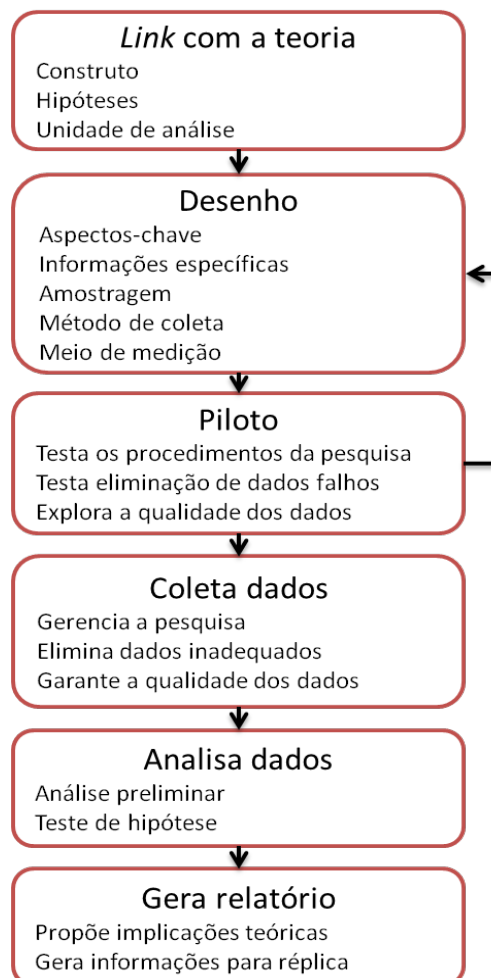 Link com a teoria
Construto
Hipóteses
Unidade de análise
Desenho
Aspectos-chave
Informações específicas
Amostragem
Método de coleta
Meio de medição
Piloto
Testa os procedimentos da pesquisa
Testa eliminação de dados falhos
Explora a qualidade dos dados
Coleta dados
Gerencia a pesquisa
Elimina dados inadequados
Garante a qualidade dos dados
Analisa dados
Análise preliminar
Teste de hipótese
Gera relatório
Propõe implicações teóricas
Gera informações para réplica